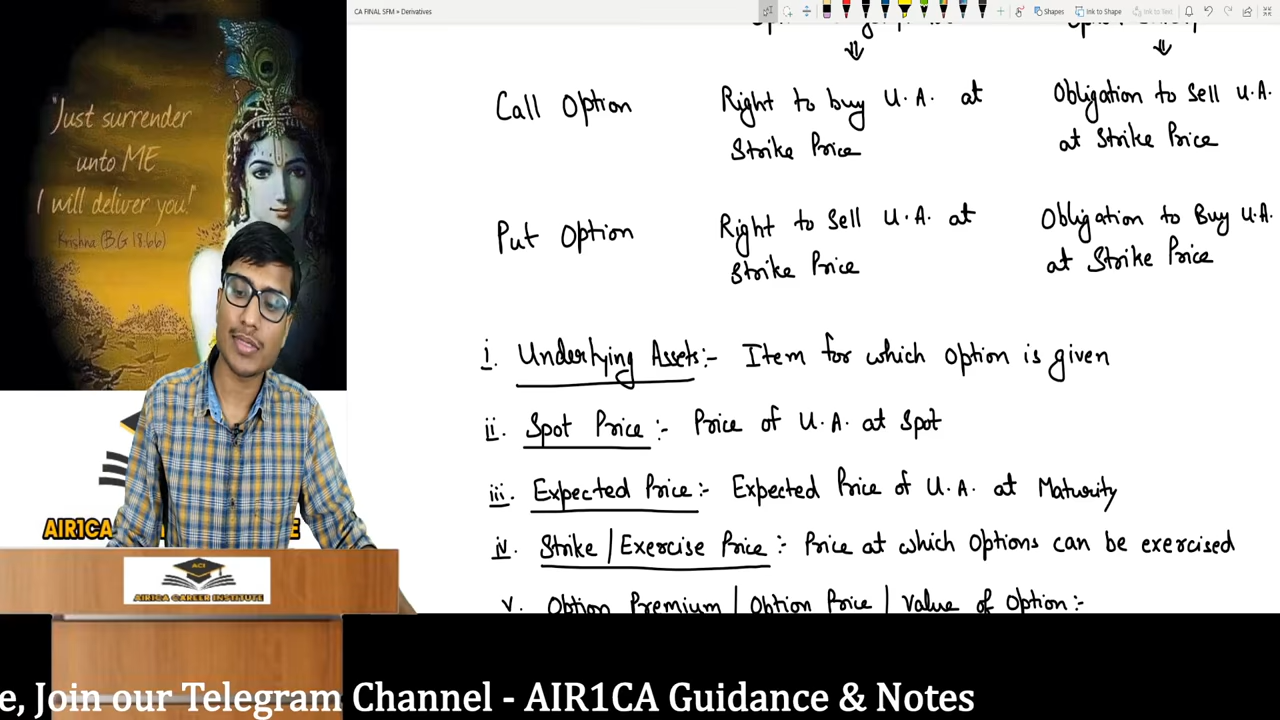 CA FINAL SFM » Derivatives
Shapes
Ink to Shape
Ink to Text
Call Option Right to buy U.A. at Strike Price Obligation to Sell U.A. at Strike Price
Put Option Right to Sell U.A. at Strike Price Obligation to Buy U.A. at Strike Price
i. Underlying Assets:- Item for which Option is given
ii. Spot Price :- Price of U.A. at Spot
iii. Expected Price:- Expected Price of U.A. at Maturity
iv. Strike / Exercise Price :- Price at which Options can be exercised
v. Option Premium / Option Price / Value of Option:-
"Just surrender
unto ME
I will deliver you!"
Krishna (BG 18:66)
AIR1CA
ACI
AIR1CA CAREER INSTITUTE
e, Join our Telegram Channel - AIR1CA Guidance & Notes